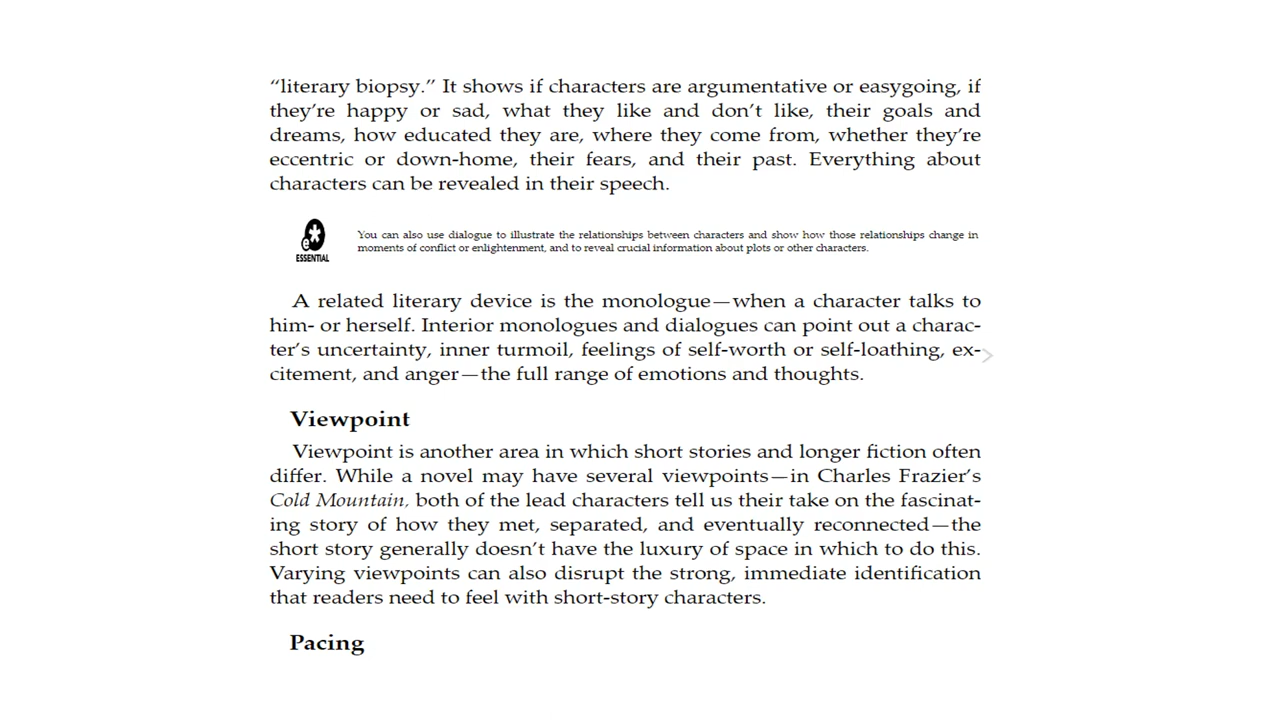 “literary biopsy.” It shows if characters are argumentative or easygoing, if
they’re happy or sad, what they like and don’t like, their goals and
dreams, how educated they are, where they come from, whether they’re
eccentric or down-home, their fears, and their past. Everything about
characters can be revealed in their speech.
e
ESSENTIAL
You can also use dialogue to illustrate the relationships between characters and show how those relationships change in
moments of conflict or enlightenment, and to reveal crucial information about plots or other characters.
A related literary device is the monologue—when a character talks to
him- or herself. Interior monologues and dialogues can point out a charac-
ter’s uncertainty, inner turmoil, feelings of self-worth or self-loathing, ex-
citement, and anger—the full range of emotions and thoughts.
Viewpoint
Viewpoint is another area in which short stories and longer fiction often
differ. While a novel may have several viewpoints—in Charles Frazier’s
Cold Mountain, both of the lead characters tell us their take on the fascinat-
ing story of how they met, separated, and eventually reconnected—the
short story generally doesn’t have the luxury of space in which to do this.
Varying viewpoints can also disrupt the strong, immediate identification
that readers need to feel with short-story characters.
Pacing